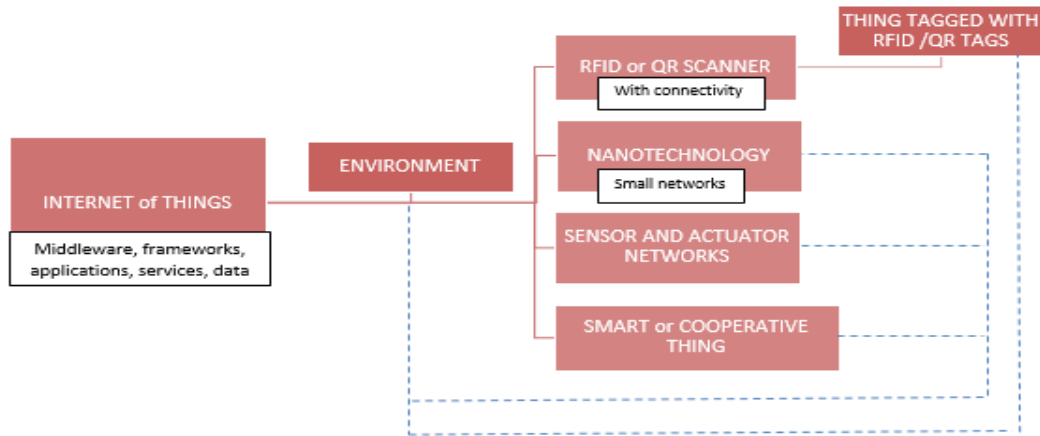 THING TAGGED WITH
RFID /QR TAGS
RFID or QR SCANNER
With connectivity
NANOTECHNOLOGY
Small networks
ENVIRONMENT
INTERNET of THINGS
Middleware, frameworks,
applications, services, data
SENSOR AND ACTUATOR
NETWORKS
SMART or COOPERATIVE
THING